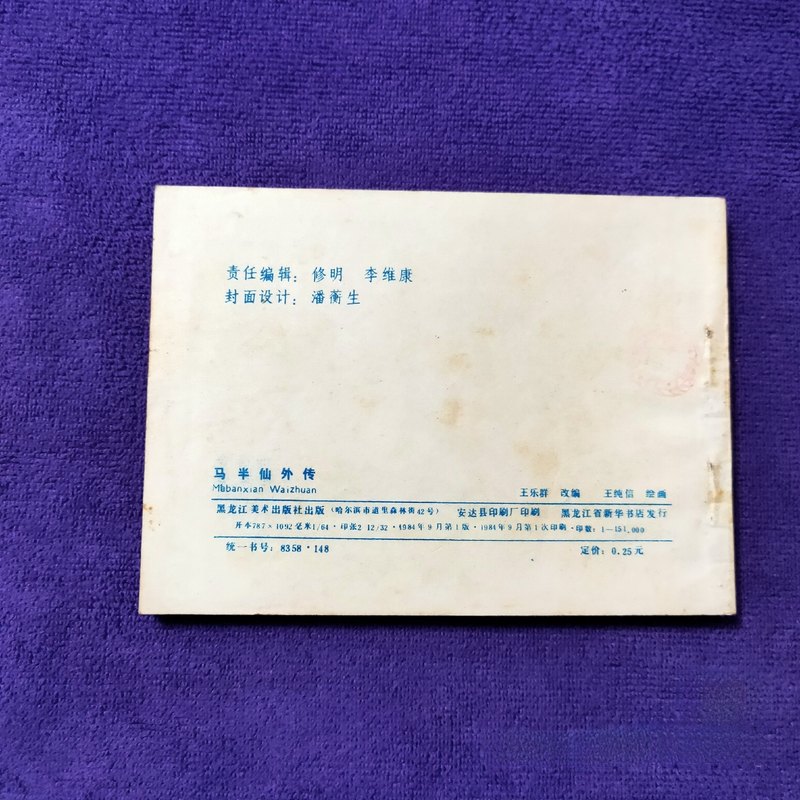 责任编辑：修明 李维康
封面设计：潘蘅生
马半仙外传
Mabanxian Waizhuan
王乐群 改编 王纯信 绘画
黑龙江美术出版社出版（哈尔滨市道里森林街42号） 安达县印刷厂印刷 黑龙江省新华书店发行
开本787×1092毫米1/64·印张2 12/32·1984年9月第1版·1984年9月第1次印刷·印数：1—151,000
统一书号：8358·148 定价：0.25元